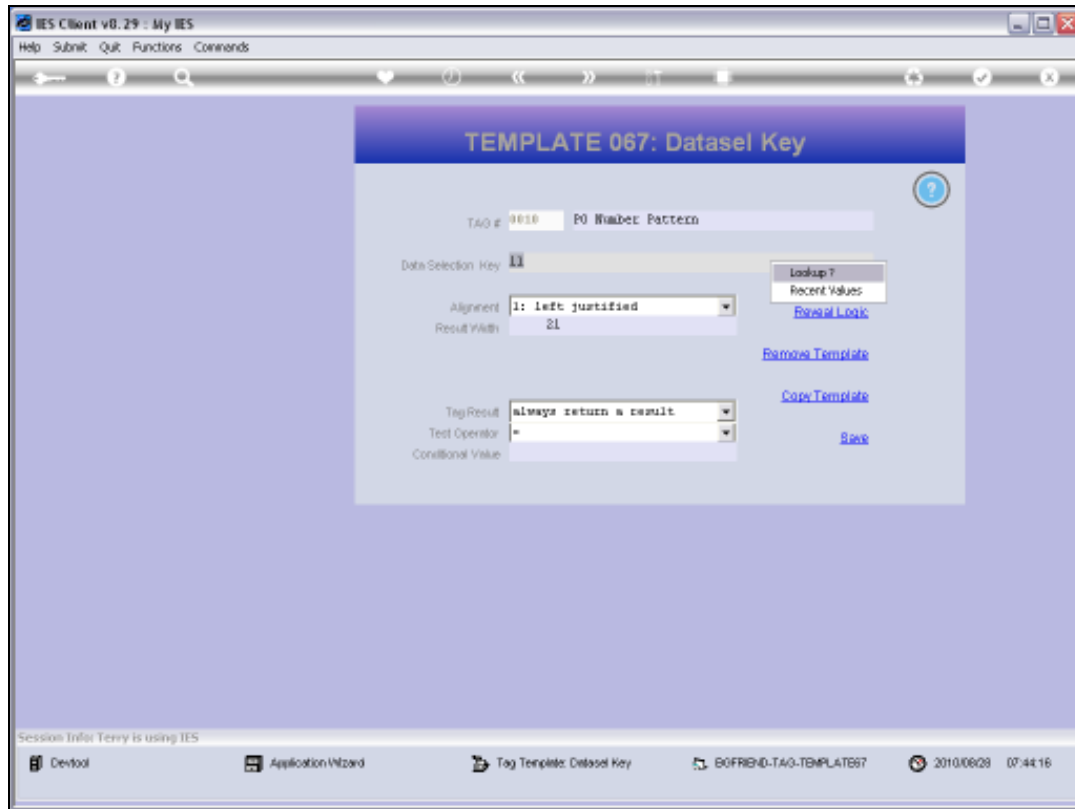 IES Client v8.29 : My IES
Help Submit Quit Functions Commands
TEMPLATE 067: Datasel Key
TAG # 0010 PO Number Pattern
Data Selection Key 11
Lookup ?
Recent Values
Alignment 1: left justified
Reveal Logic
Result Width 21
Remove Template
Copy Template
Tag Result always return a result
Test Operator =
Save
Conditional Value
Session Info: Terry is using IES
Devtool Application Wizard Tag Template: Datasel Key BGFRIEND-TAG-TEMPLATE67 2010/08/28 07:44:16